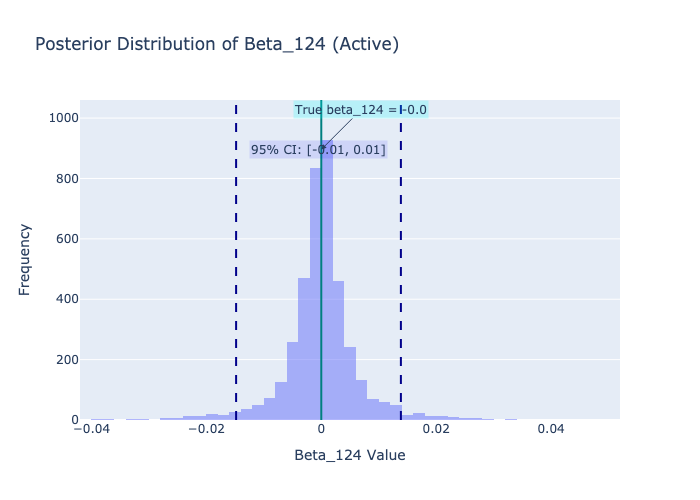 Posterior Distribution of Beta_124 (Active)
True beta_124 = -0.0
95% CI: [-0.01, 0.01]
1000
800
600
400
200
0
Frequency
−0.04
−0.02
0
0.02
0.04
Beta_124 Value